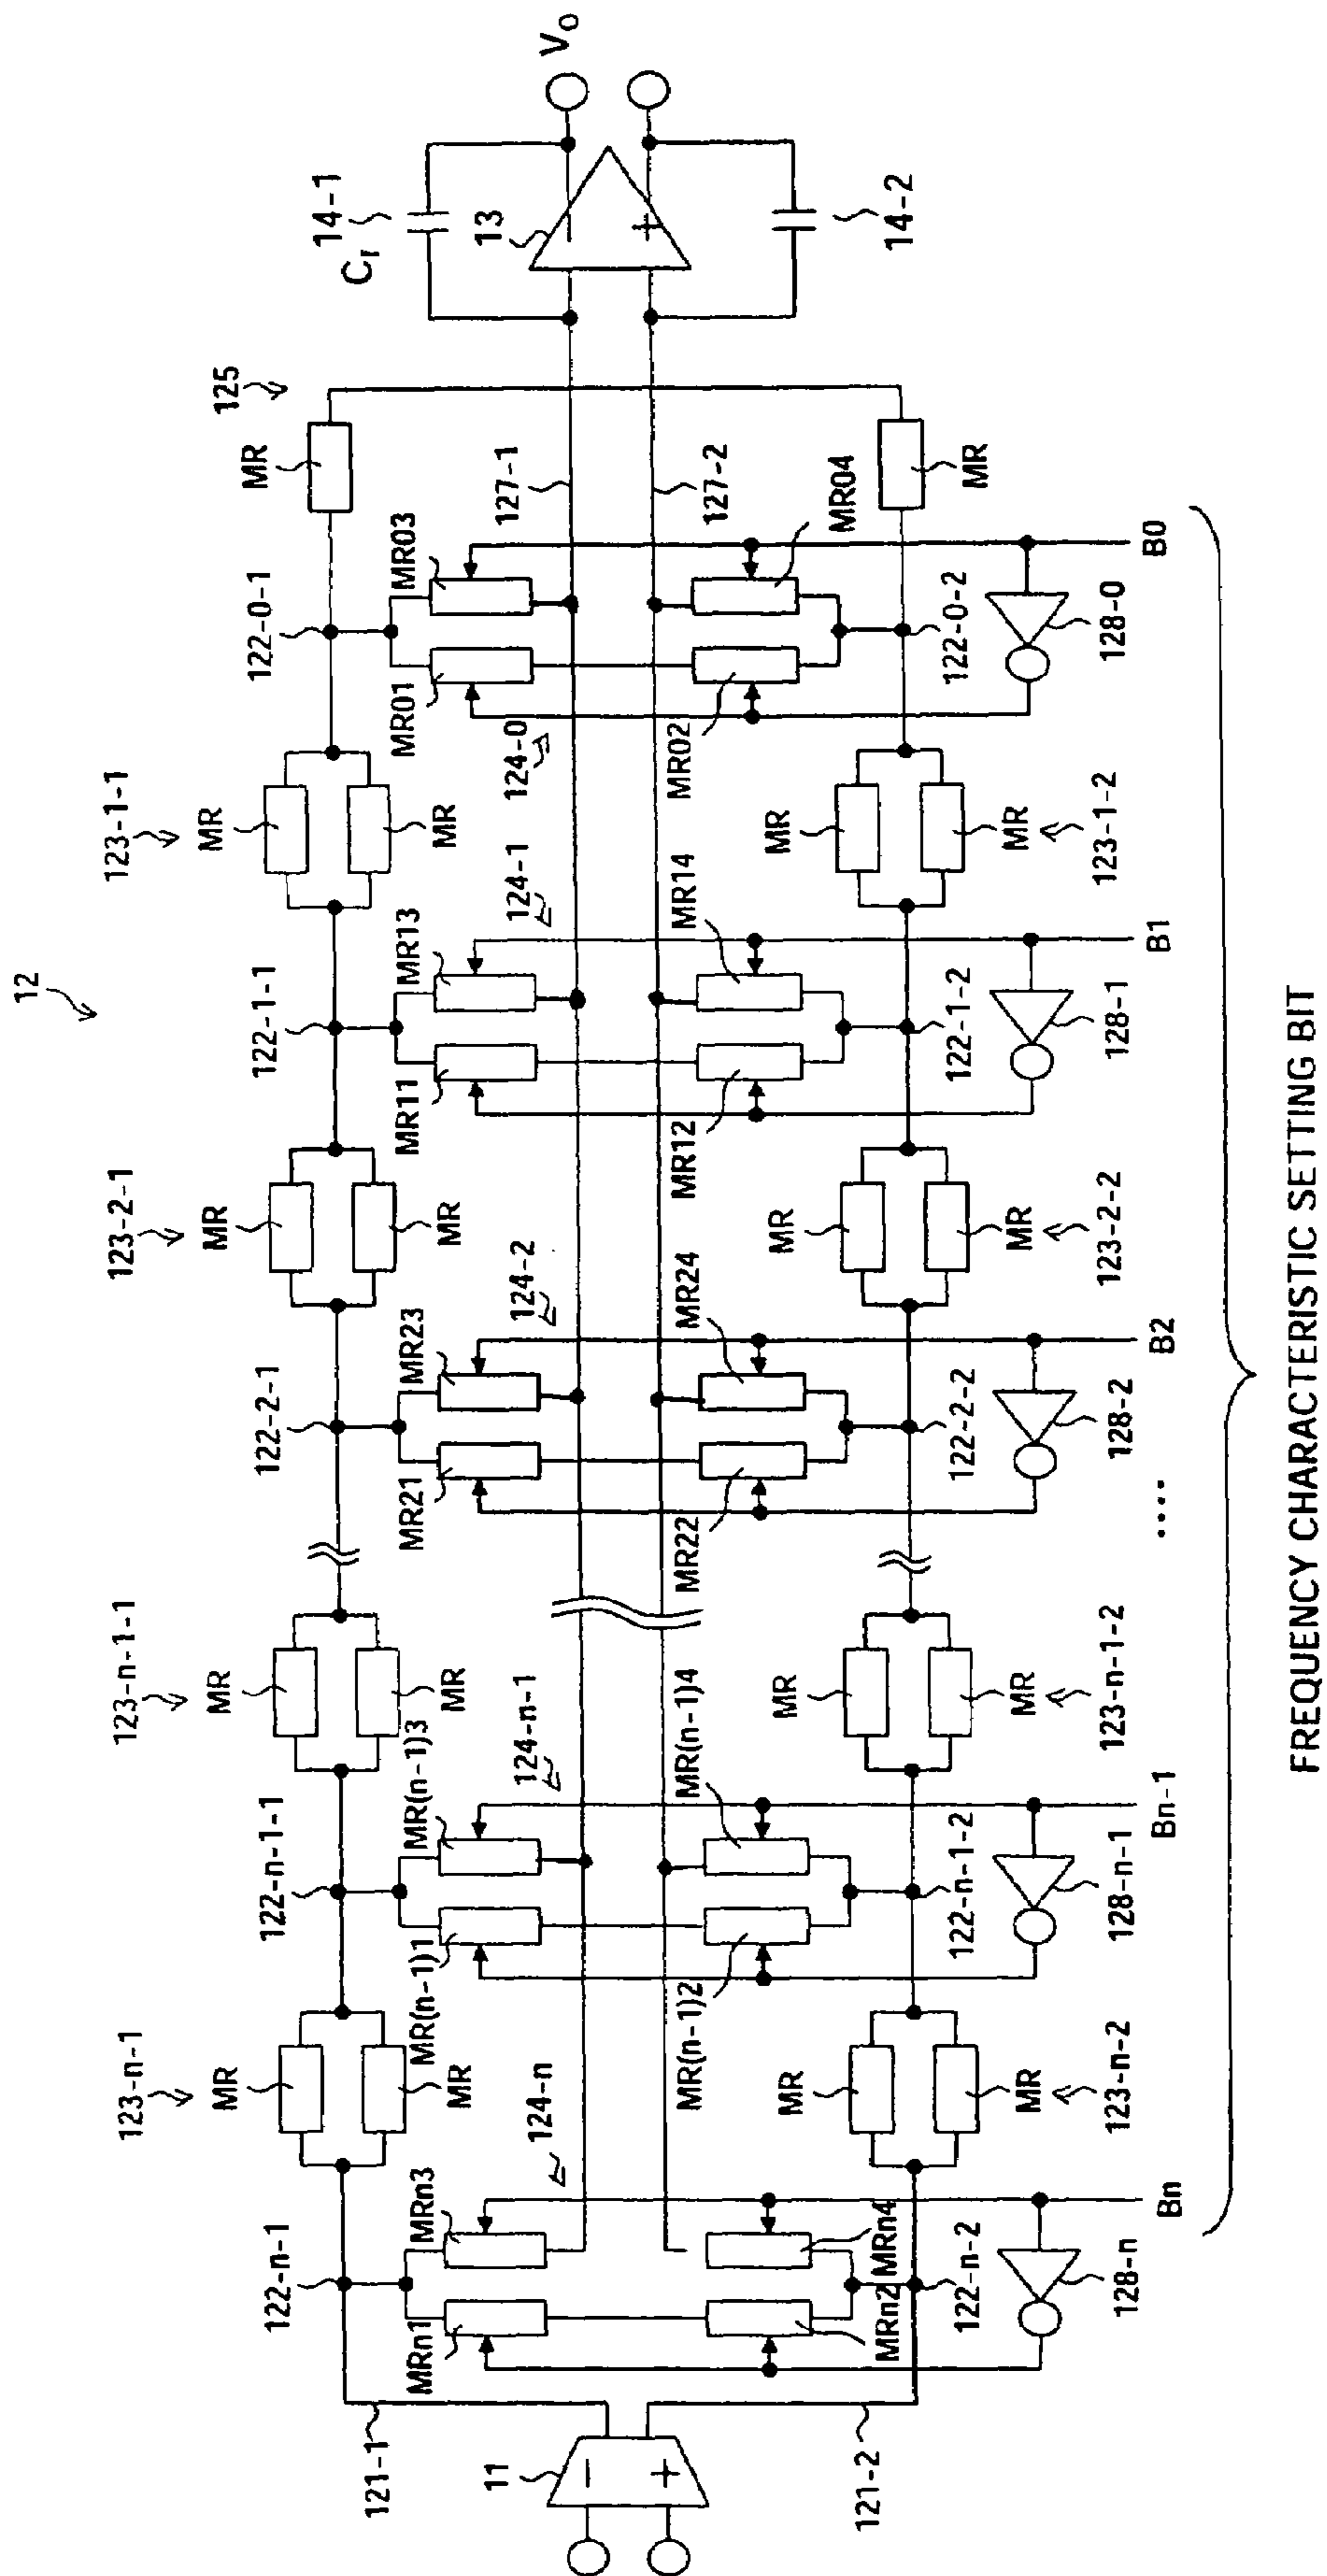 12
123-n-1
123-n-1-1
123-2-1
123-1-1
MR
MR
MR
MR
MR
125
122-n-1
122-n-1-1
122-2-1
122-1-1
122-0-1
MR
MR
MR
MR
14-1
Cr
121-1
MRn1
MRn3
124-n
MR(n-1)1
MR(n-1)3
124-n-1
MR21
MR23
124-2
MR11
MR13
124-1
MR01
MR03
124-0
127-1
13
Vo
11
−
+
−
+
127-2
121-2
MRn2
MRn4
MR(n-1)2
MR(n-1)4
MR22
MR24
MR12
MR14
MR02
MR04
14-2
MR
MR
MR
MR
MR
122-n-2
122-n-1-2
122-2-2
122-1-2
122-0-2
MR
MR
MR
MR
123-n-2
123-n-1-2
123-2-2
123-1-2
128-n
128-n-1
128-2
128-1
128-0
Bn
Bn-1
....
B2
B1
B0
FREQUENCY CHARACTERISTIC SETTING BIT